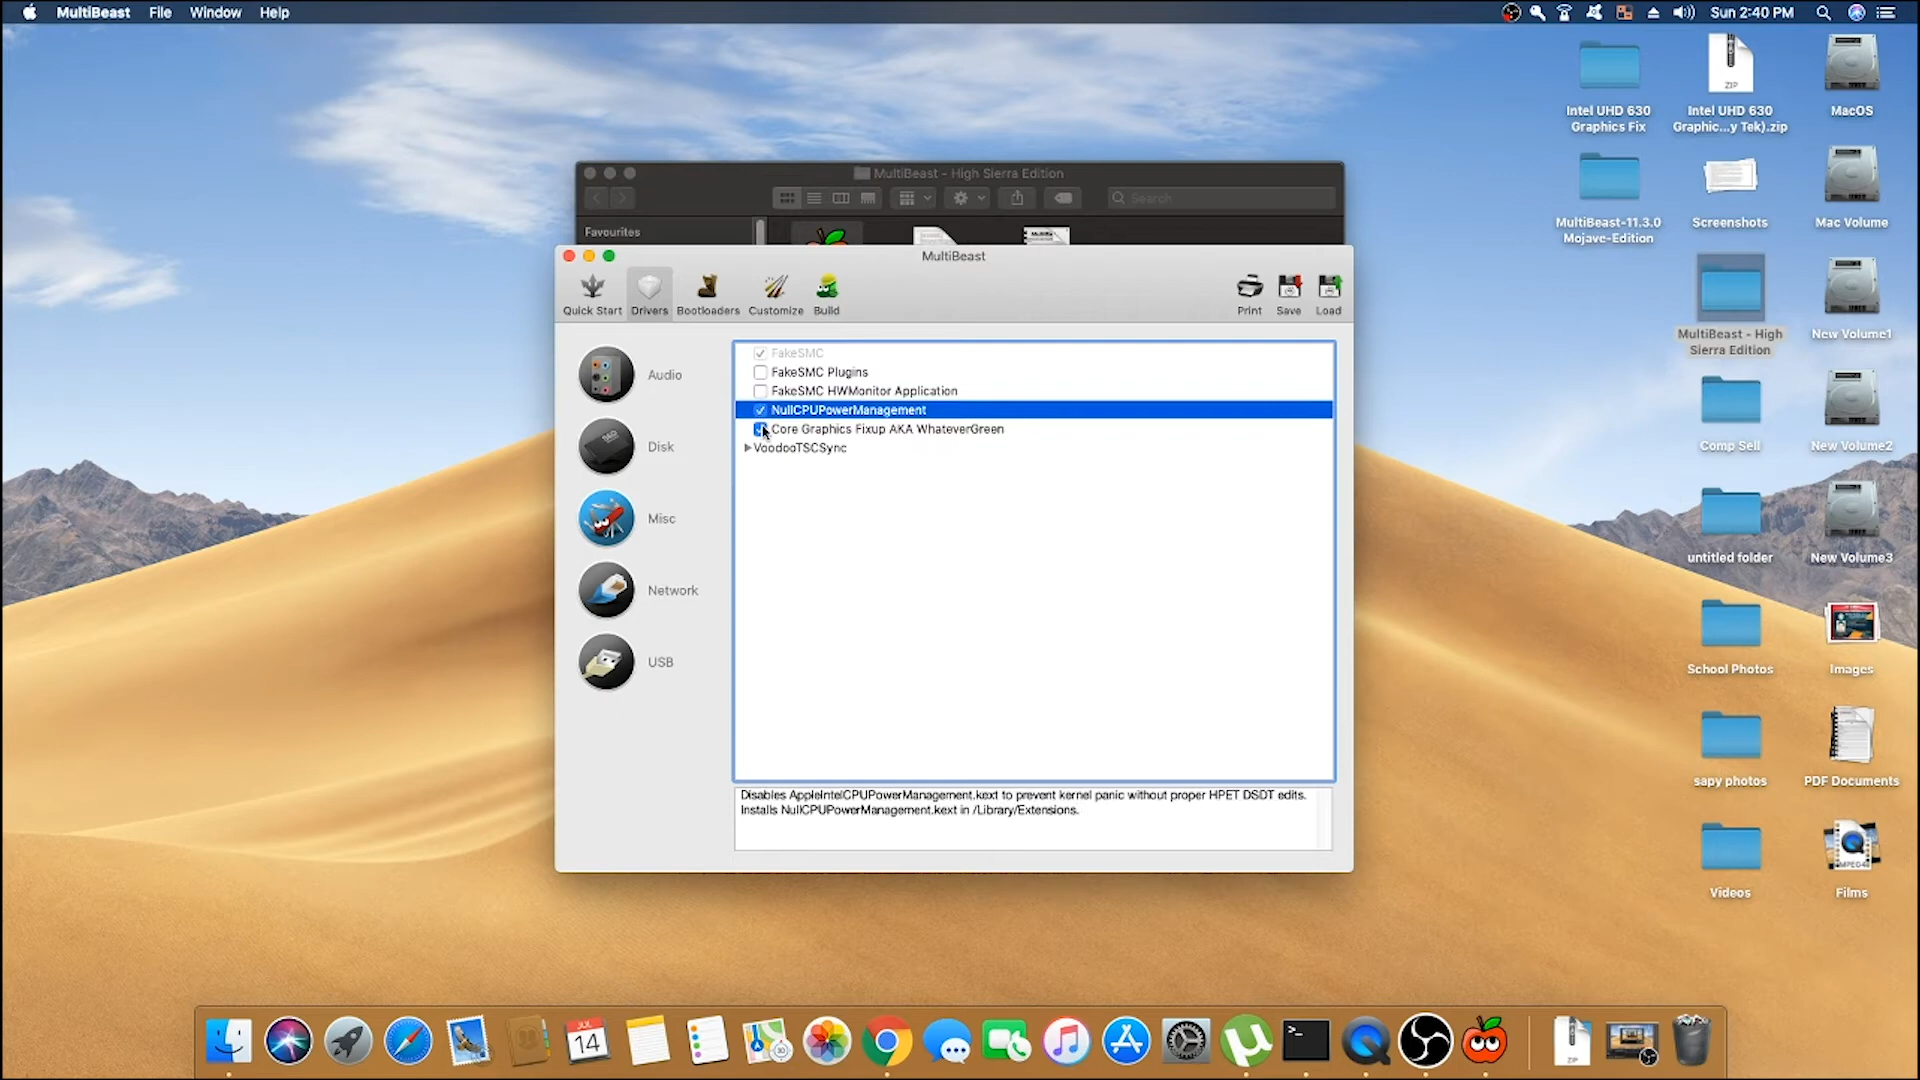 MultiBeast File Window Help
Sun 2:40 PM
Intel UHD 630
Graphics Fix
Intel UHD 630
Graphic...y Tek).zip
MacOS
ZIP
MultiBeast-11.3.0
Mojave-Edition
Screenshots
Mac Volume
MultiBeast - High
Sierra Edition
New Volume1
Comp Sell
New Volume2
untitled folder
New Volume3
School Photos
Images
sapy photos
PDF Documents
Videos
Films
MultiBeast - High Sierra Edition
Search
Favourites
MultiBeast
Quick Start
Drivers
Bootloaders
Customize
Build
Print
Save
Load
Audio
Disk
Misc
Network
USB
FakeSMC
FakeSMC Plugins
FakeSMC HWMonitor Application
NullCPUPowerManagement
Core Graphics Fixup AKA WhateverGreen
VoodooTSCSync
Disables AppleIntelCPUPowerManagement.kext to prevent kernel panic without proper HPET DSDT edits.
Installs NullCPUPowerManagement.kext in /Library/Extensions.
JUL
14
ZIP